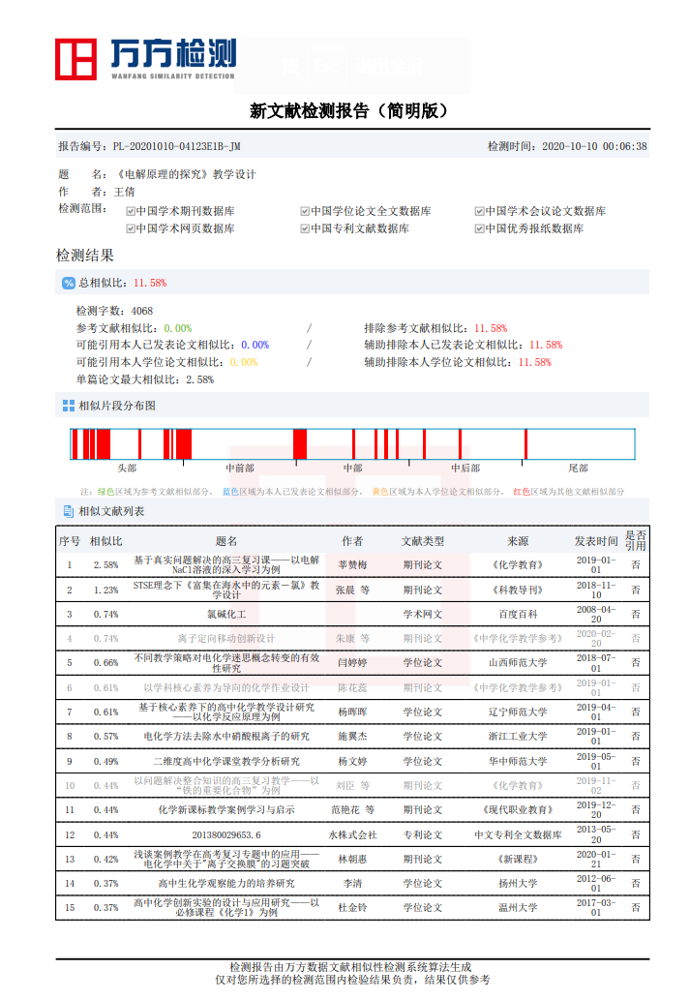 万方检测
WANFANG SIMILARITY DETECTION
新文献检测报告（简明版）
报告编号：PL-20201010-04123E1B-JM 检测时间：2020-10-10 00:06:38
题 名：《电解原理的探究》教学设计
作 者：王倩
检测范围： 中国学术期刊数据库 中国学位论文全文数据库 中国学术会议论文数据库
中国学术网页数据库 中国专利文献数据库 中国优秀报纸数据库
检测结果
% 总相似比：11.58%
检测字数：4068
参考文献相似比：0.00% / 排除参考文献相似比：11.58%
可能引用本人已发表论文相似比：0.00% / 辅助排除本人已发表论文相似比：11.58%
可能引用本人学位论文相似比：0.00% / 辅助排除本人学位论文相似比：11.58%
单篇论文最大相似比：2.58%
相似片段分布图
头部 中前部 中部 中后部 尾部
注：绿色区域为参考文献相似部分， 蓝色区域为本人已发表论文相似部分， 黄色区域为本人学位论文相似部分， 红色区域为其他文献相似部分
相似文献列表
序号 相似比 题名 作者 文献类型 来源 发表时间 是否引用
1 2.58% 基于真实问题解决的高三复习课——以电解NaCl溶液的深入学习为例 莘赞梅 期刊论文 《化学教育》 2019-01-01 否
2 1.23% STSE理念下《富集在海水中的元素－氯》教学设计 张晨 等 期刊论文 《科教导刊》 2018-11-10 否
3 0.74% 氯碱化工 学术网文 百度百科 2008-04-20 否
4 0.74% 离子定向移动创新设计 朱康 等 期刊论文 《中学化学教学参考》 2020-02-20 否
5 0.66% 不同教学策略对电化学迷思概念转变的有效性研究 闫婷婷 学位论文 山西师范大学 2018-07-01 否
6 0.61% 以学科核心素养为导向的化学作业设计 陈花蕊 期刊论文 《中学化学教学参考》 2019-01-01 否
7 0.61% 基于核心素养下的高中化学教学设计研究——以化学反应原理为例 杨晖晖 学位论文 辽宁师范大学 2019-04-01 否
8 0.57% 电化学方法去除水中硝酸根离子的研究 施翼杰 学位论文 浙江工业大学 2019-01-01 否
9 0.49% 二维度高中化学课堂教学分析研究 杨文婷 学位论文 华中师范大学 2019-05-01 否
10 0.44% 以问题解决整合知识的高三复习教学——以“铁的重要化合物”为例 刘臣 等 期刊论文 《化学教育》 2019-11-02 否
11 0.44% 化学新课标教学案例学习与启示 范艳花 等 期刊论文 《现代职业教育》 2019-12-20 否
12 0.44% 201380029653.6 水株式会社 专利论文 中文专利全文数据库 2013-05-20 否
13 0.42% 浅谈案例教学在高考复习专题中的应用——电化学中关于"离子交换膜"的习题突破 林朝惠 期刊论文 《新课程》 2020-01-21 否
14 0.37% 高中生化学观察能力的培养研究 李清 学位论文 扬州大学 2012-06-01 否
15 0.37% 高中化学创新实验的设计与应用研究——以必修课程《化学1》为例 杜金铃 学位论文 温州大学 2017-03-01 否
检测报告由万方数据文献相似性检测系统算法生成
仅对您所选择的检测范围内检验结果负责，结果仅供参考